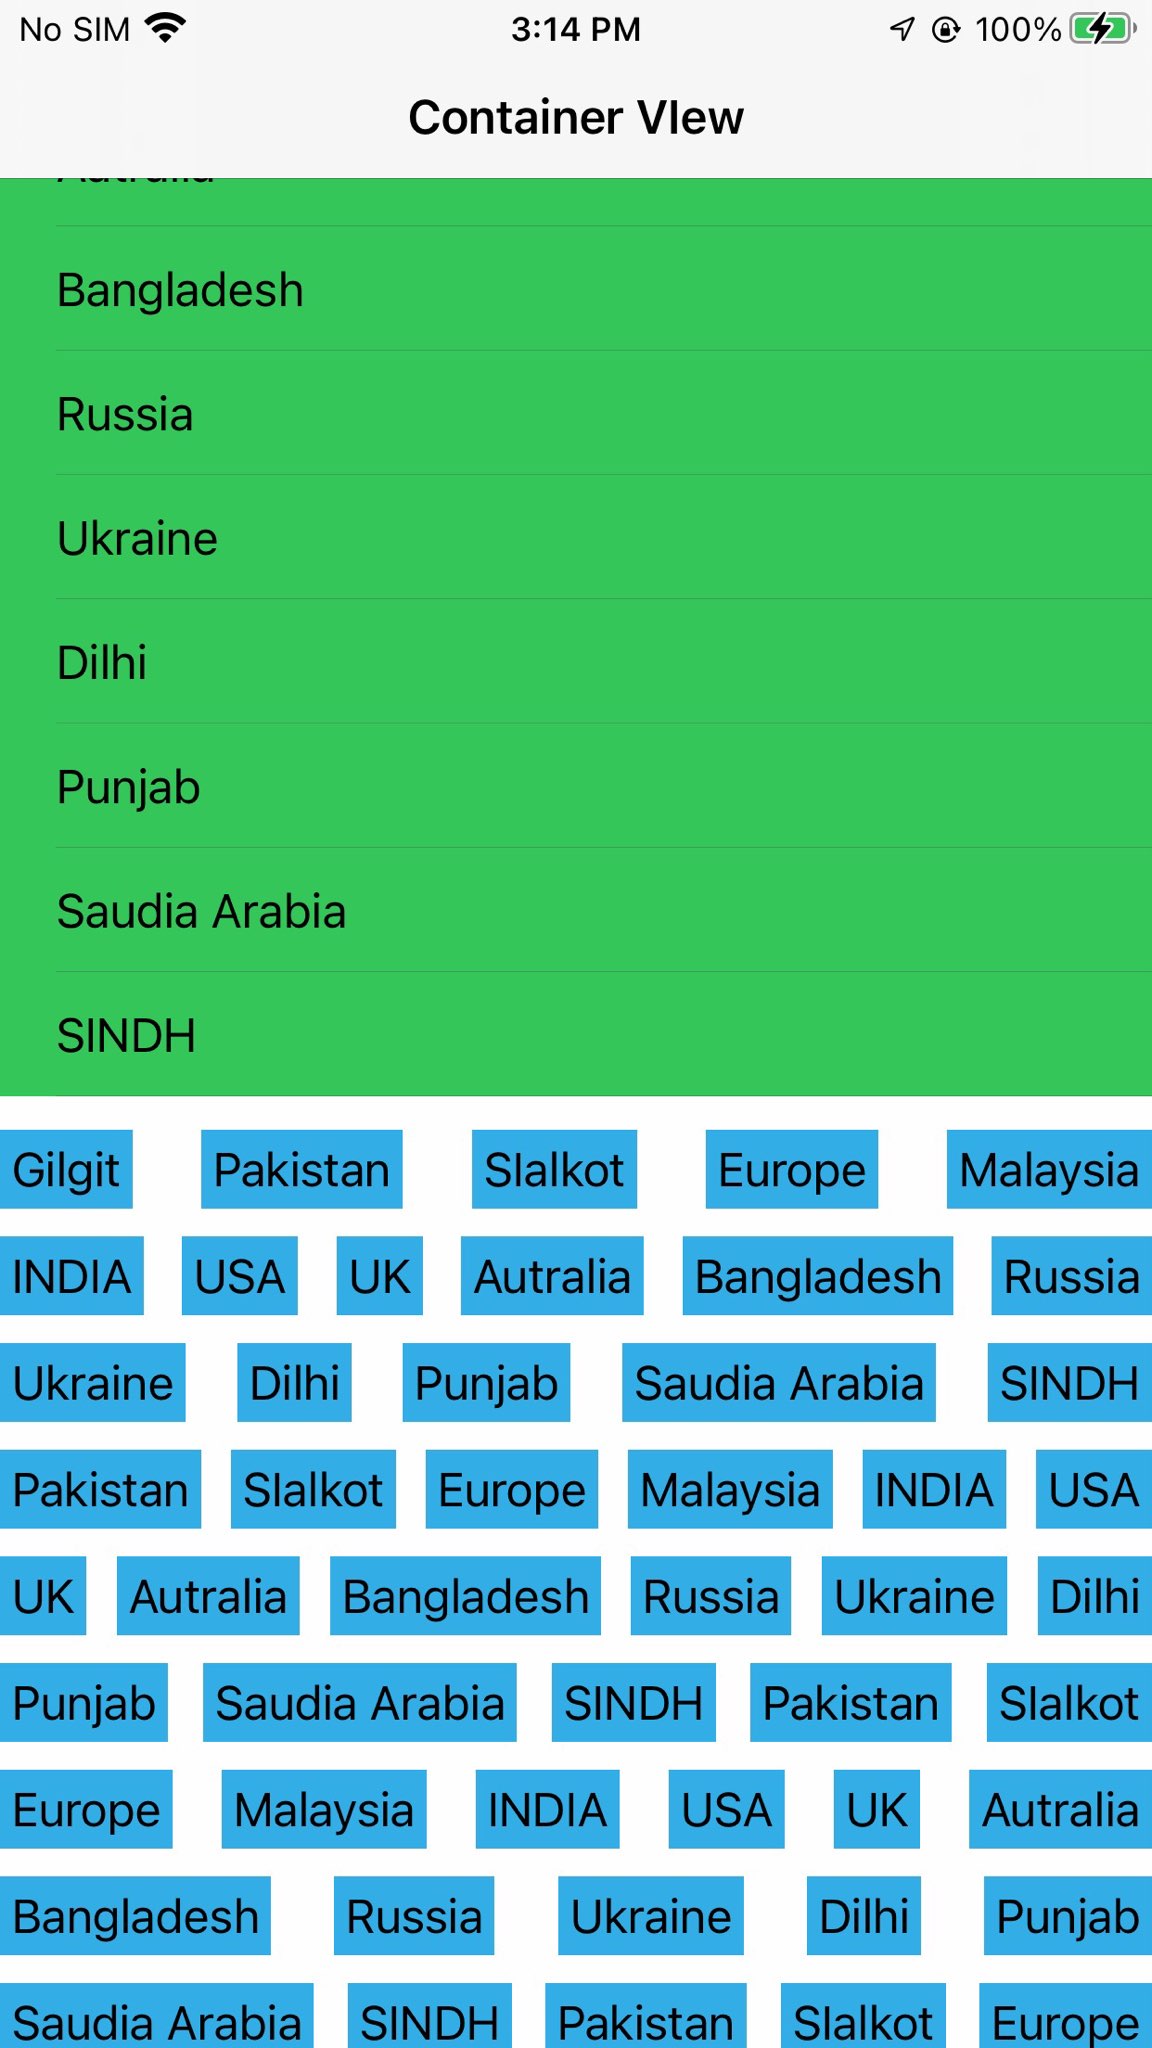 No SIM 3:14 PM 100%
Container VIew
Bangladesh
Russia
Ukraine
Dilhi
Punjab
Saudia Arabia
SINDH
Gilgit Pakistan SIalkot Europe Malaysia
INDIA USA UK Autralia Bangladesh Russia
Ukraine Dilhi Punjab Saudia Arabia SINDH
Pakistan SIalkot Europe Malaysia INDIA USA
UK Autralia Bangladesh Russia Ukraine Dilhi
Punjab Saudia Arabia SINDH Pakistan SIalkot
Europe Malaysia INDIA USA UK Autralia
Bangladesh Russia Ukraine Dilhi Punjab
Saudia Arabia SINDH Pakistan SIalkot Europe